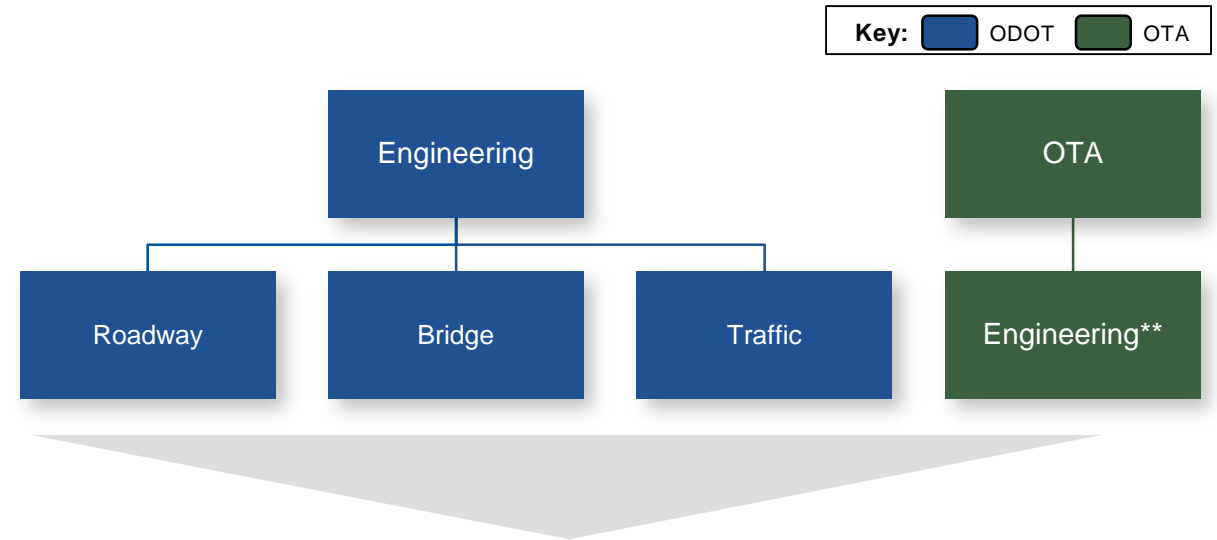 Key: ODOT OTA
Engineering OTA
Roadway Bridge Traffic Engineering**